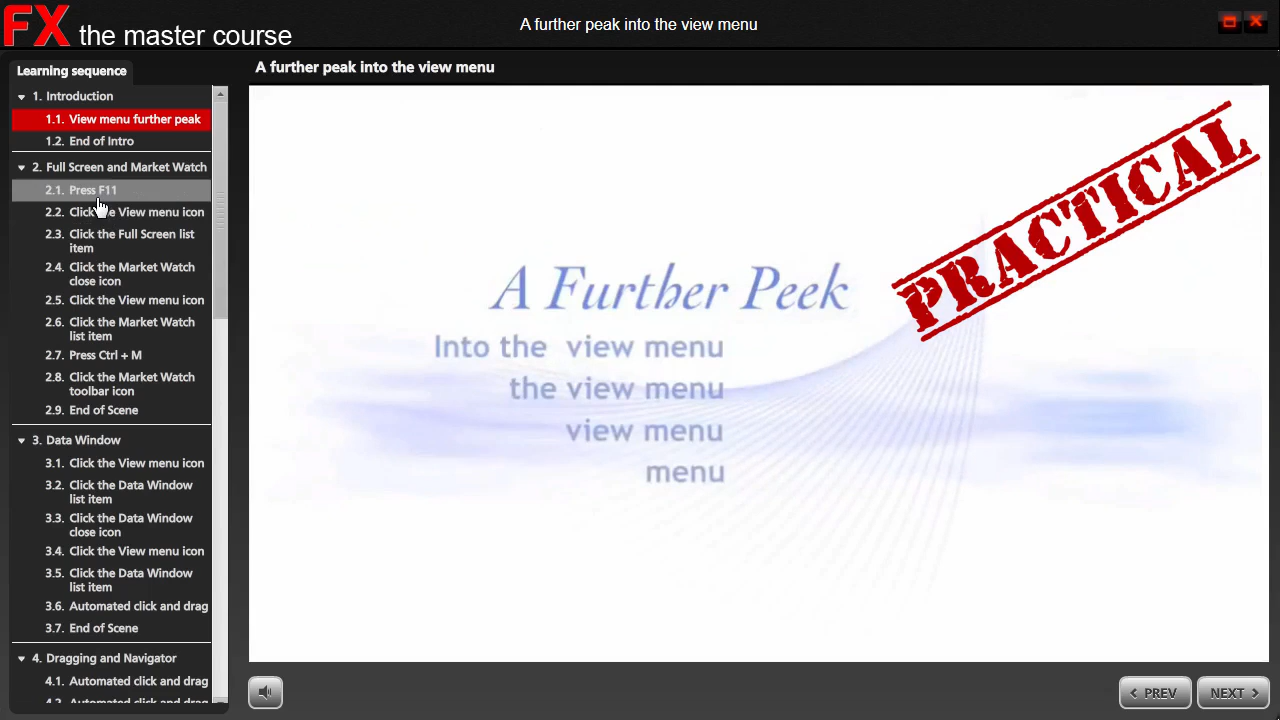 FX the master course
A further peak into the view menu
Learning sequence
1. Introduction
1.1. View menu further peak
1.2. End of Intro
2. Full Screen and Market Watch
2.1. Press F11
2.2. Click the View menu icon
2.3. Click the Full Screen list
item
2.4. Click the Market Watch
close icon
2.5. Click the View menu icon
2.6. Click the Market Watch
list item
2.7. Press Ctrl + M
2.8. Click the Market Watch
toolbar icon
2.9. End of Scene
3. Data Window
3.1. Click the View menu icon
3.2. Click the Data Window
list item
3.3. Click the Data Window
close icon
3.4. Click the View menu icon
3.5. Click the Data Window
list item
3.6. Automated click and drag
3.7. End of Scene
4. Dragging and Navigator
4.1. Automated click and drag
4.2. Automated click and drag
A further peak into the view menu
PRACTICAL
A Further Peek
Into the view menu
the view menu
view menu
menu
PREV
NEXT